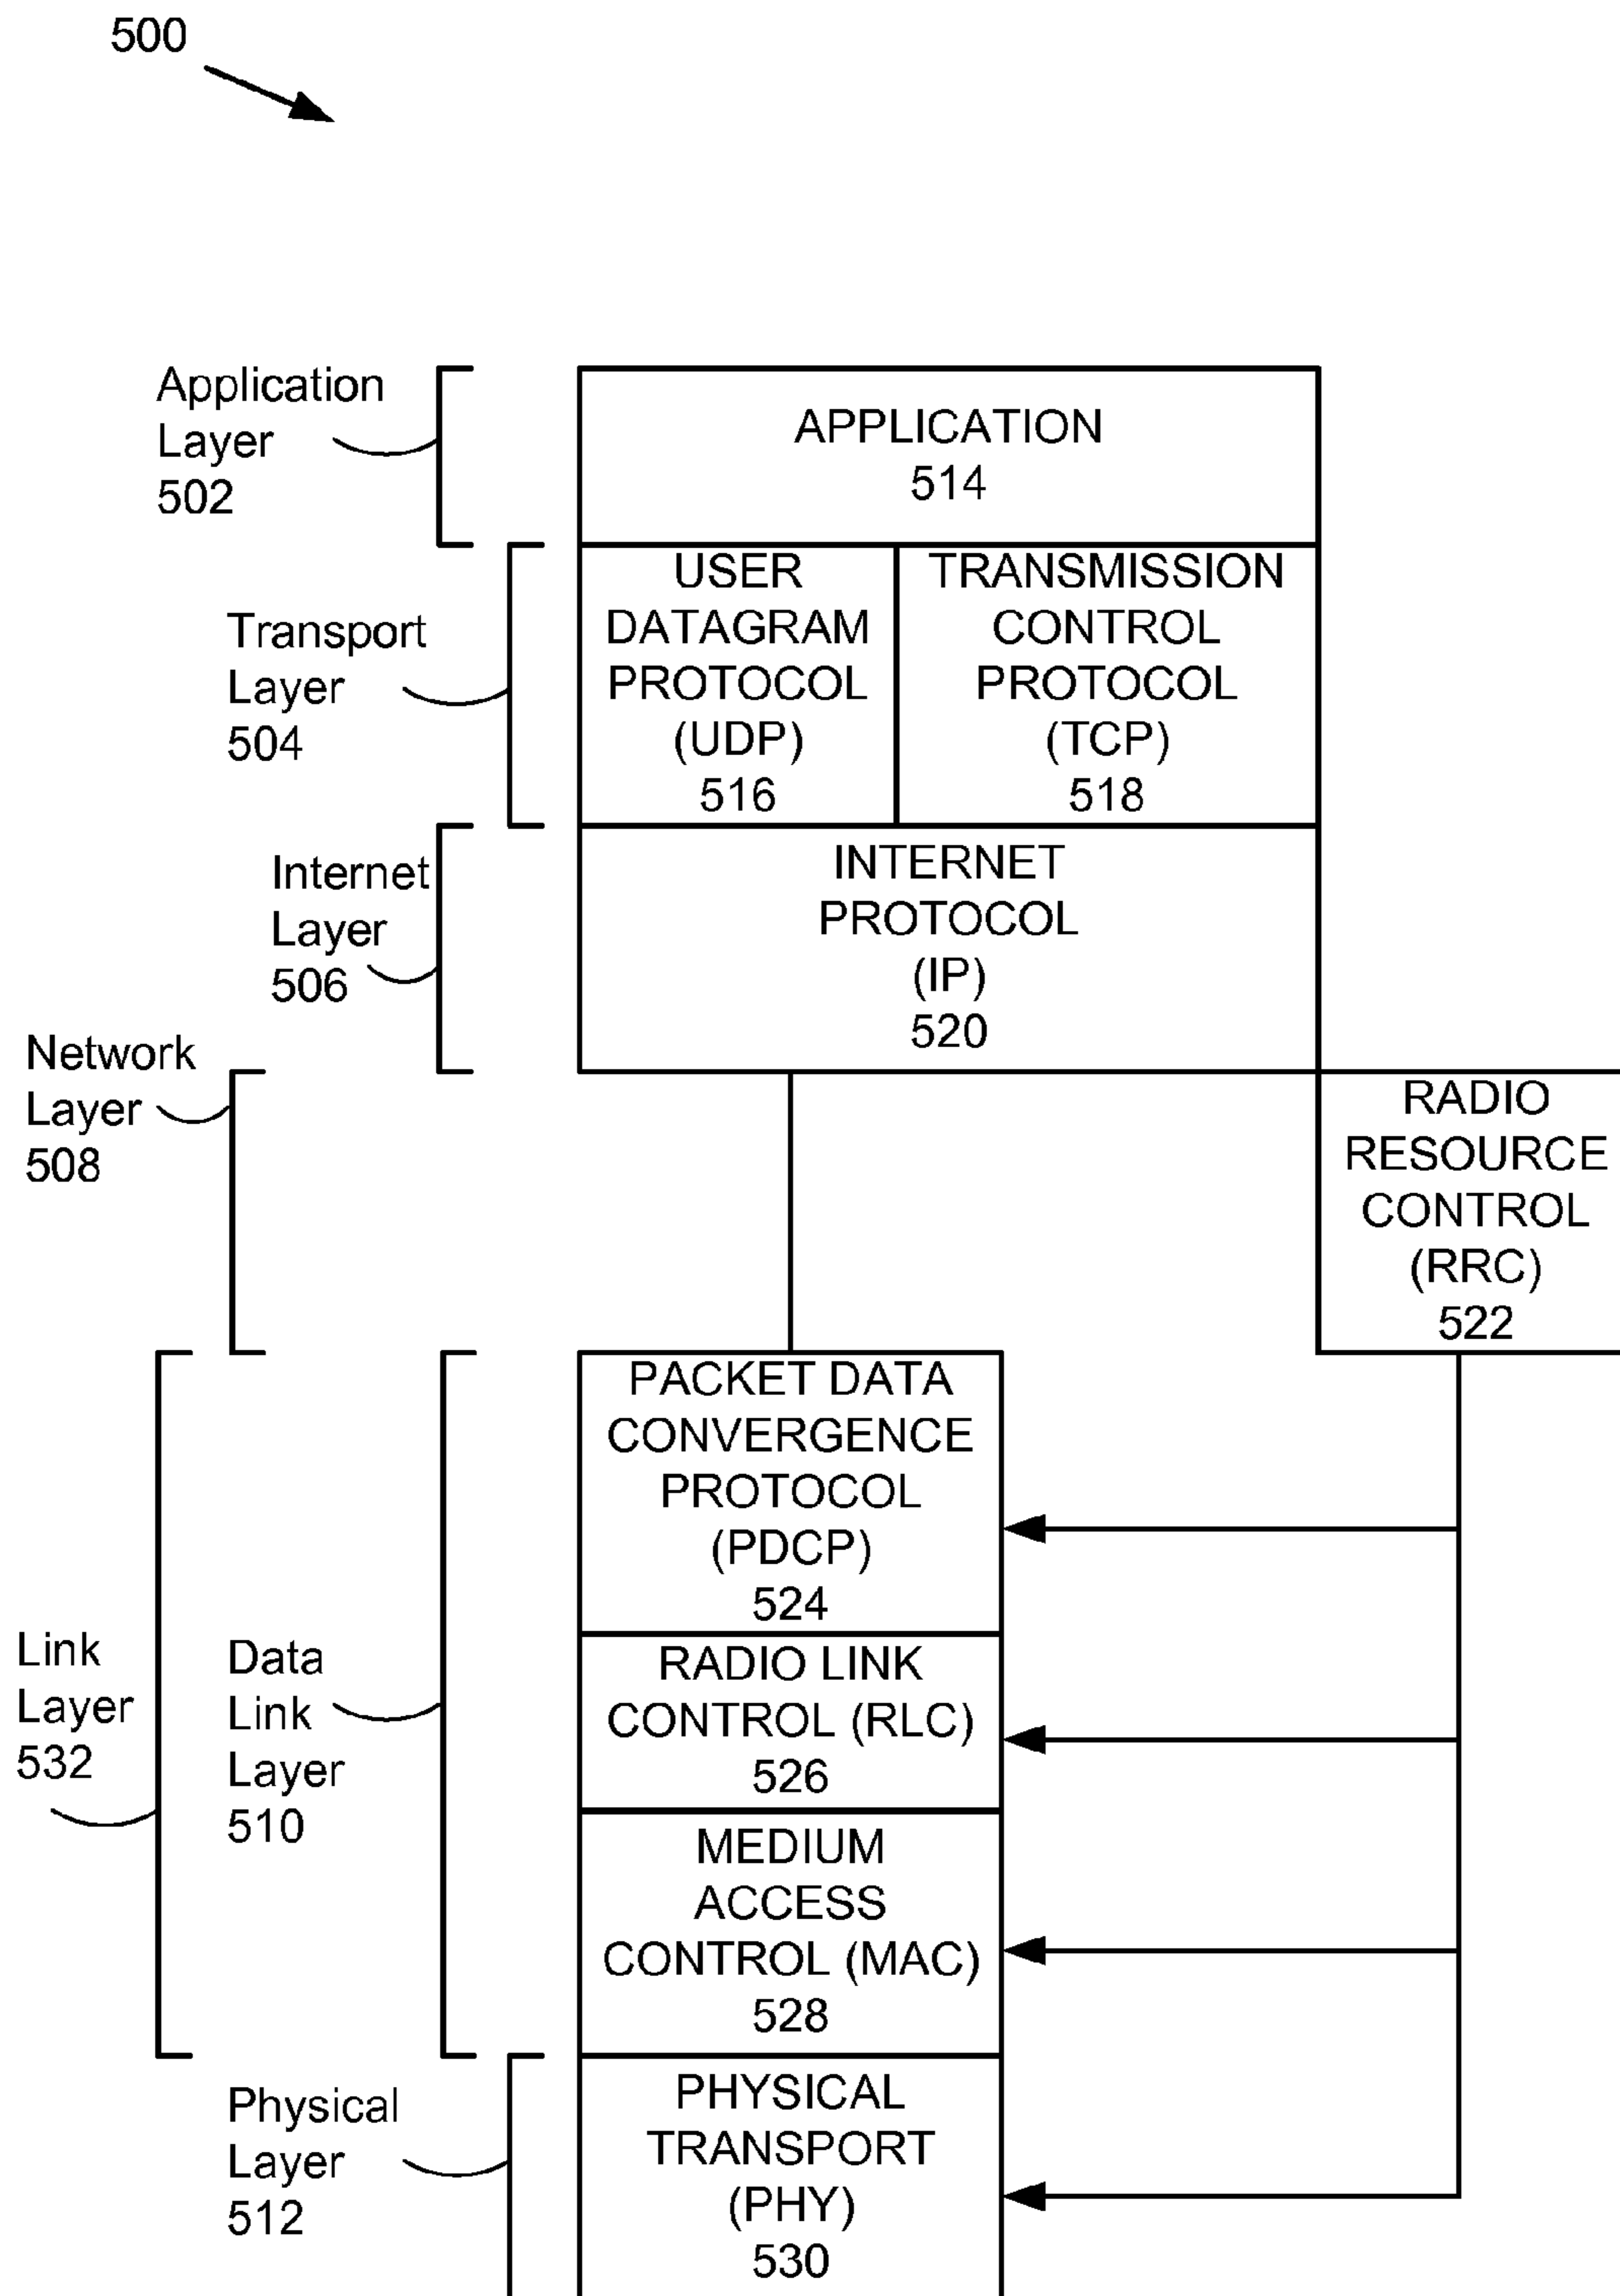 500
Application
Layer
502
APPLICATION
514
Transport
Layer
504
USER
DATAGRAM
PROTOCOL
(UDP)
516
TRANSMISSION
CONTROL
PROTOCOL
(TCP)
518
Internet
Layer
506
INTERNET
PROTOCOL
(IP)
520
Network
Layer
508
RADIO
RESOURCE
CONTROL
(RRC)
522
Link
Layer
532
Data
Link
Layer
510
PACKET DATA
CONVERGENCE
PROTOCOL
(PDCP)
524
RADIO LINK
CONTROL (RLC)
526
MEDIUM
ACCESS
CONTROL (MAC)
528
Physical
Layer
512
PHYSICAL
TRANSPORT
(PHY)
530